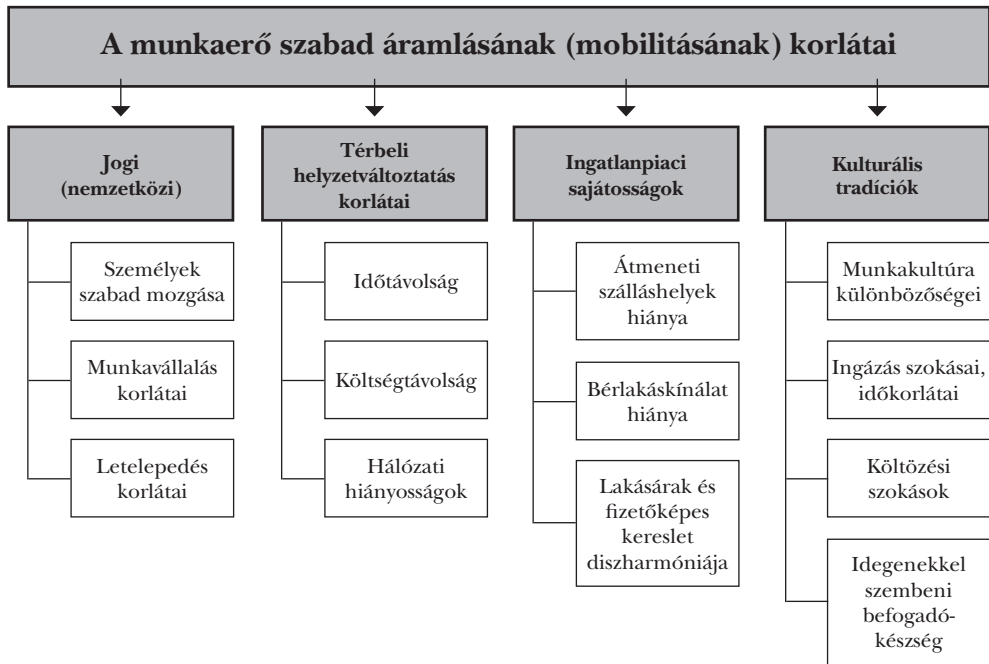 A munkaerő szabad áramlásának (mobilitásának) korlátai
Jogi
(nemzetközi)
Személyek
szabad mozgása
Munkavállalás
korlátai
Letelepedés
korlátai
Térbeli
helyzetváltoztatás
korlátai
Időtávolság
Költségtávolság
Hálózati
hiányosságok
Ingatlanpiaci
sajátosságok
Átmeneti
szálláshelyek
hiánya
Bérlakáskínálat
hiánya
Lakásárak és
fizetőképes
kereslet
diszharmóniája
Kulturális
tradíciók
Munkakultúra
különbözőségei
Ingázás szokásai,
időkorlátai
Költözési
szokások
Idegenekkel
szembeni
befogadó-
készség